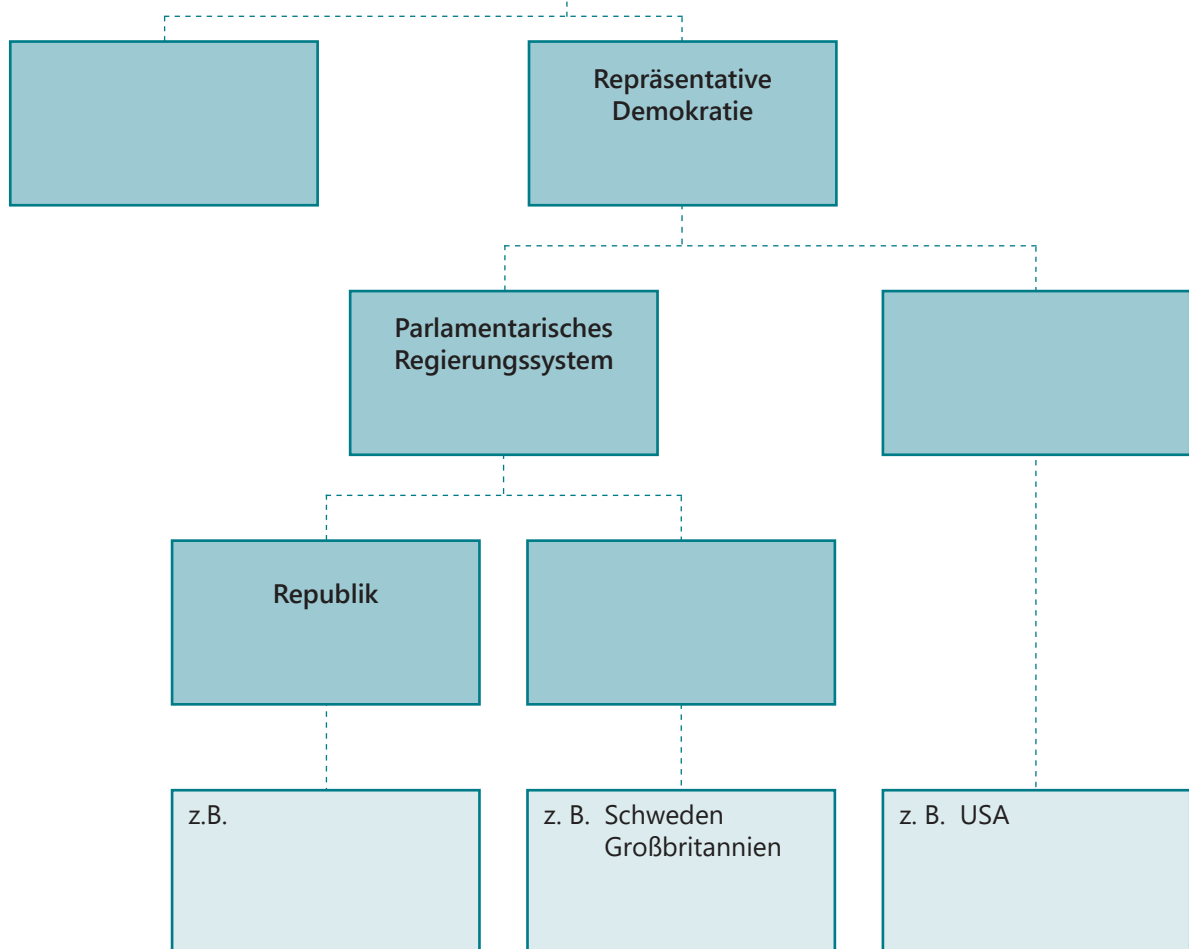 Repräsentative
Demokratie
Parlamentarisches
Regierungssystem
Republik
z.B.
z. B. Schweden
Großbritannien
z. B. USA